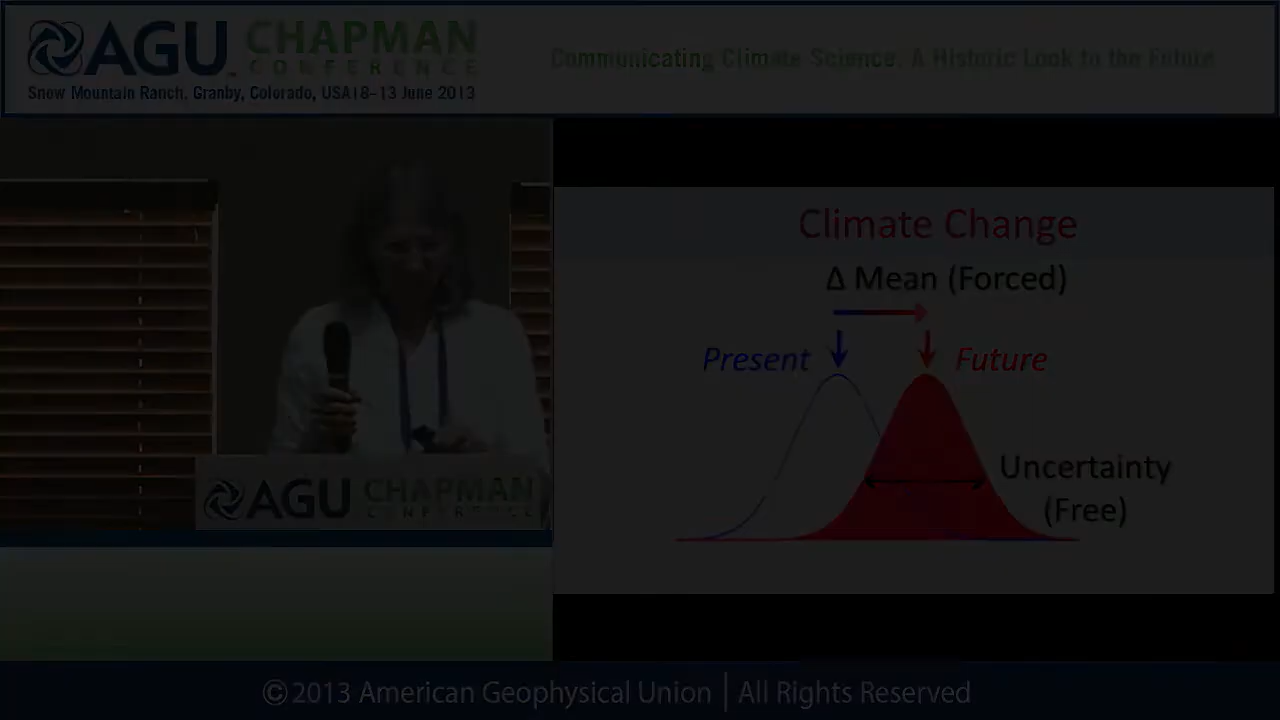 AGU CHAPMAN
CONFERENCE
Snow Mountain Ranch, Granby, Colorado, USA | 8–13 June 2013
Communicating Climate Science: A Historic Look to the Future
Climate Change
Δ Mean (Forced)
Present
Future
Uncertainty
(Free)
AGU CHAPMAN
CONFERENCE
© 2013 American Geophysical Union | All Rights Reserved